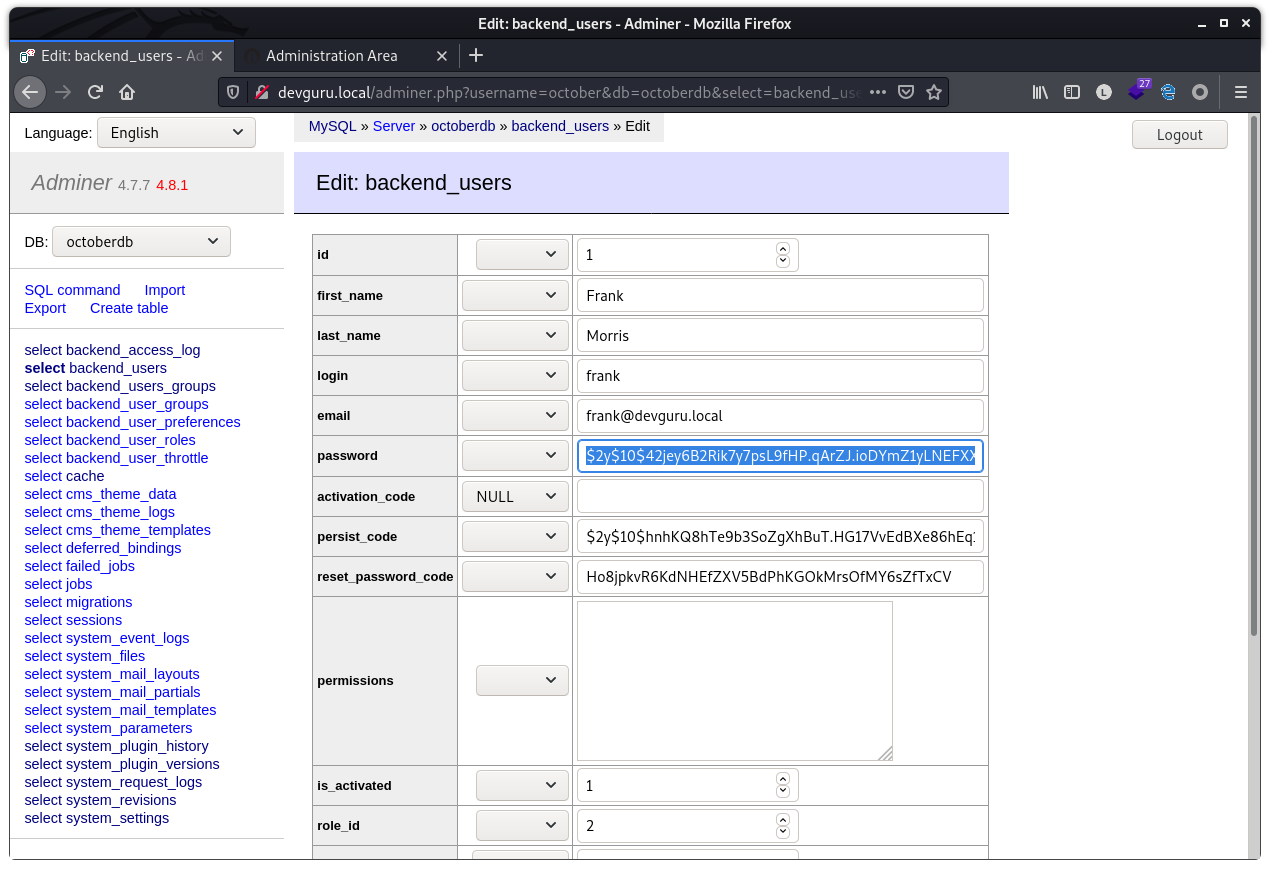 Edit: backend_users - Adminer - Mozilla Firefox
Edit: backend_users - Ad
Administration Area
devguru.local/adminer.php?username=october&db=octoberdb&select=backend_us
27
Language: English
MySQL » Server » octoberdb » backend_users » Edit
Logout
Adminer 4.7.7 4.8.1
Edit: backend_users
DB: octoberdb
SQL command Import
Export Create table
select backend_access_log
select backend_users
select backend_users_groups
select backend_user_groups
select backend_user_preferences
select backend_user_roles
select backend_user_throttle
select cache
select cms_theme_data
select cms_theme_logs
select cms_theme_templates
select deferred_bindings
select failed_jobs
select jobs
select migrations
select sessions
select system_event_logs
select system_files
select system_mail_layouts
select system_mail_partials
select system_mail_templates
select system_parameters
select system_plugin_history
select system_plugin_versions
select system_request_logs
select system_revisions
select system_settings
id 1
first_name Frank
last_name Morris
login frank
email frank@devguru.local
password $2y$10$42jey6B2Rik7y7psL9fHP.qArZJ.ioDYmZ1yLNEFXX
activation_code NULL
persist_code $2y$10$hnhKQ8hTe9b3SoZgXhBuT.HG17VvEdBXe86hEq1
reset_password_code Ho8jpkvR6KdNHEfZXV5BdPhKGOkMrsOfMY6sZfTxCV
permissions
is_activated 1
role_id 2